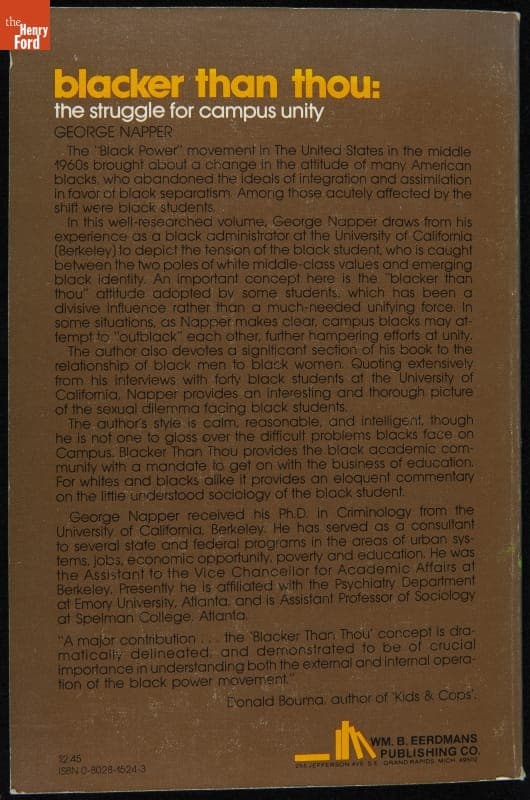 the
Henry
Ford
blacker than thou:
the struggle for campus unity
GEORGE NAPPER
The "Black Power" movement in The United States in the middle
1960s brought about a change in the attitude of many American
blacks, who abandoned the ideals of integration and assimilation
in favor of black separatism. Among those acutely affected by the
shift were black students.
In this well-researched volume, George Napper draws from his
experience as a black administrator at the University of California
(Berkeley) to depict the tension of the black student, who is caught
between the two poles of white middle-class values and emerging
black identity. An important concept here is the "blacker than
thou" attitude adopted by some students, which has been a
divisive influence rather than a much-needed unifying force. In
some situations, as Napper makes clear, campus blacks may at-
tempt to "outblack" each other, further hampering efforts at unity.
The author also devotes a significant section of his book to the
relationship of black men to black women. Quoting extensively
from his interviews with forty black students at the University of
California, Napper provides an interesting and thorough picture
of the sexual dilemma facing black students.
The author's style is calm, reasonable, and intelligent, though
he is not one to gloss over the difficult problems blacks face on
Campus. Blacker Than Thou provides the black academic com-
munity with a mandate to get on with the business of education.
For whites and blacks alike it provides an eloquent commentary
on the little understood sociology of the black student.
George Napper received his Ph.D. in Criminology from the
University of California, Berkeley. He has served as a consultant
to several state and federal programs in the areas of urban sys-
tems, jobs, economic opportunity, poverty and education. He was
the Assistant to the Vice Chancellor for Academic Affairs at
Berkeley. Presently he is affiliated with the Psychiatry Department
at Emory University, Atlanta, and is Assistant Professor of Sociology
at Spelman College, Atlanta.
"A major contribution . . . the 'Blacker Than Thou' concept is dra-
matically delineated, and demonstrated to be of crucial
importance in understanding both the external and internal opera-
tion of the black power movement."
Donald Bouma, author of 'Kids & Cops'.
WM. B. EERDMANS
PUBLISHING CO.
255 JEFFERSON AVE. S.E. GRAND RAPIDS, MICH. 49502
$2.45
ISBN 0-8028-1524-3